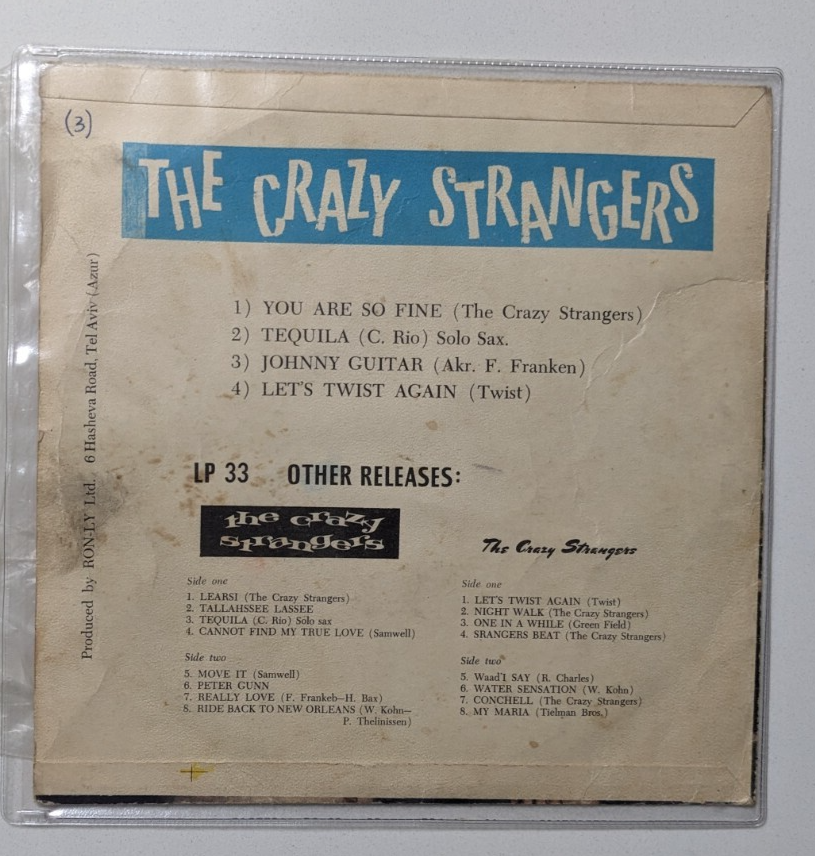 (3)
THE CRAZY STRANGERS
1) YOU ARE SO FINE (The Crazy Strangers)
2) TEQUILA (C. Rio) Solo Sax.
3) JOHNNY GUITAR (Akr. F. Franken)
4) LET'S TWIST AGAIN (Twist)
Produced by RON-LY Ltd. 6 Hasheva Road, Tel Aviv (Azur)
LP 33 OTHER RELEASES:
the crazy
strangers
Side one
1. LEARSI (The Crazy Strangers)
2. TALLAHSSEE LASSEE
3. TEQUILA (C. Rio) Solo sax
4. CANNOT FIND MY TRUE LOVE (Samwell)
Side two
5. MOVE IT (Samwell)
6. PETER GUNN
7. REALLY LOVE (F. Frankeb—H. Bax)
8. RIDE BACK TO NEW ORLEANS (W. Kohn—
P. Thelinissen)
The Crazy Strangers
Side one
1. LET'S TWIST AGAIN (Twist)
2. NIGHT WALK (The Crazy Strangers)
3. ONE IN A WHILE (Green Field)
4. SRANGERS BEAT (The Crazy Strangers)
Side two
5. Waad'I SAY (R. Charles)
6. WATER SENSATION (W. Kohn)
7. CONCHELL (The Crazy Strangers)
8. MY MARIA (Tielman Bros.)